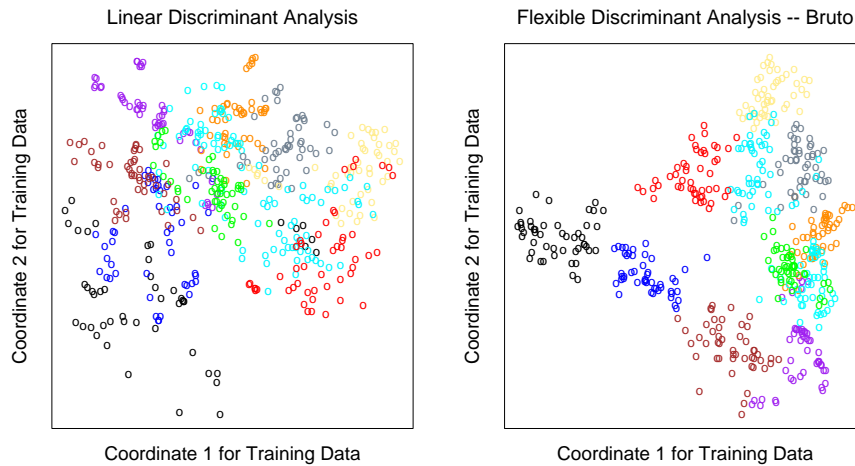 Linear Discriminant Analysis
Coordinate 2 for Training Data
Coordinate 1 for Training Data
Flexible Discriminant Analysis -- Bruto
Coordinate 2 for Training Data
Coordinate 1 for Training Data